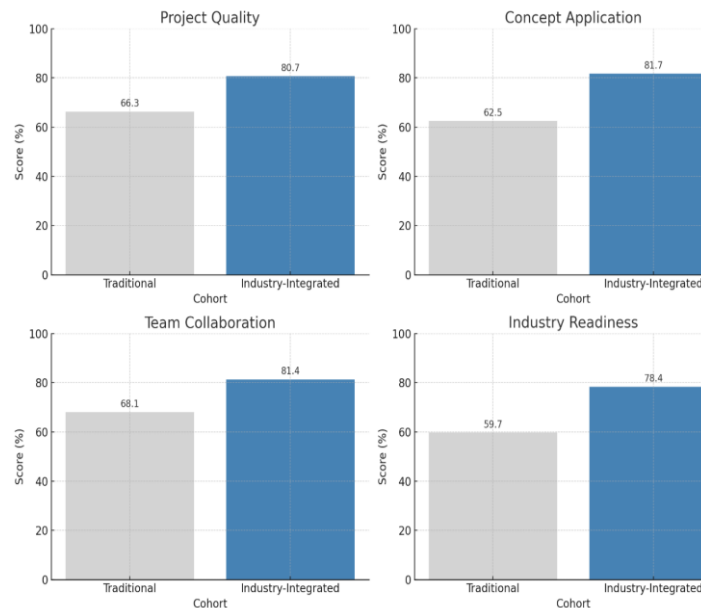 Project Quality
100
80
60
40
20
0
Score (%)
66.3
80.7
Traditional
Industry-Integrated
Cohort
Concept Application
100
80
60
40
20
0
Score (%)
62.5
81.7
Traditional
Industry-Integrated
Cohort
Team Collaboration
100
80
60
40
20
0
Score (%)
68.1
81.4
Traditional
Industry-Integrated
Cohort
Industry Readiness
100
80
60
40
20
0
Score (%)
59.7
78.4
Traditional
Industry-Integrated
Cohort